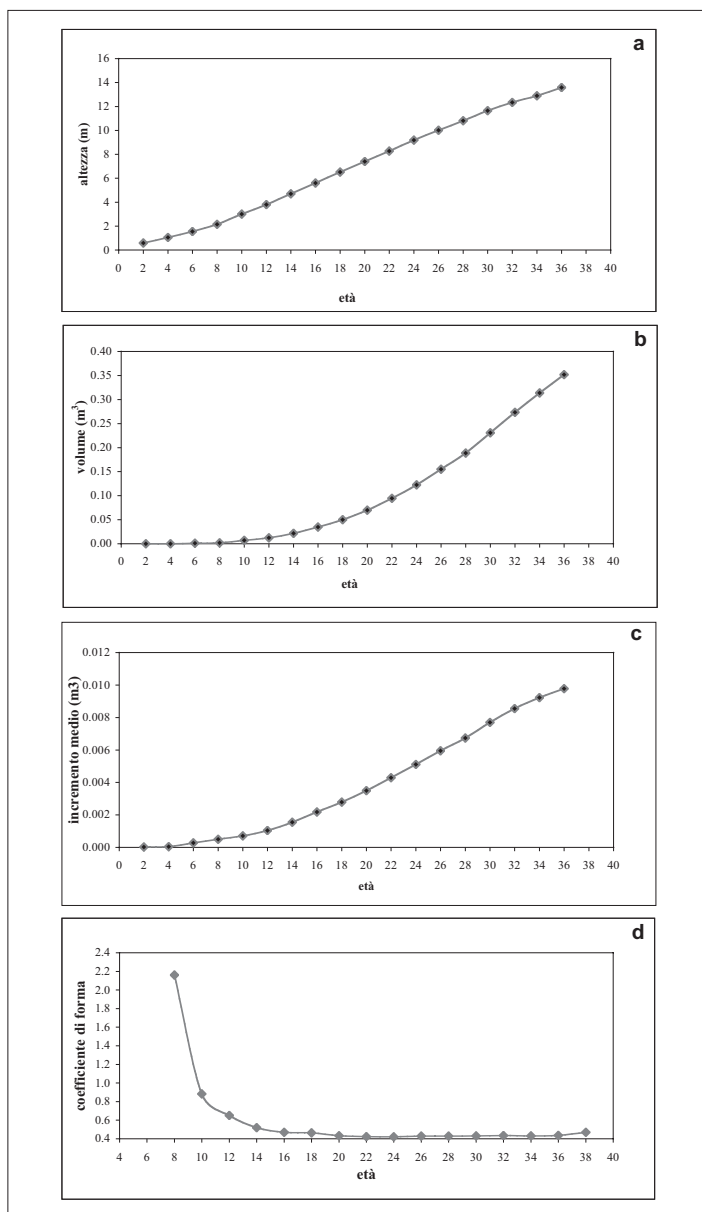 a
altezza (m)
16
14
12
10
8
6
4
2
0
0 2 4 6 8 10 12 14 16 18 20 22 24 26 28 30 32 34 36 38 40
età
b
volume (m³)
0.40
0.35
0.30
0.25
0.20
0.15
0.10
0.05
0.00
0 2 4 6 8 10 12 14 16 18 20 22 24 26 28 30 32 34 36 38 40
età
c
incremento medio (m3)
0.012
0.010
0.008
0.006
0.004
0.002
0.000
0 2 4 6 8 10 12 14 16 18 20 22 24 26 28 30 32 34 36 38 40
età
d
coefficiente di forma
2.4
2.2
2.0
1.8
1.6
1.4
1.2
1.0
0.8
0.6
0.4
4 6 8 10 12 14 16 18 20 22 24 26 28 30 32 34 36 38 40
età